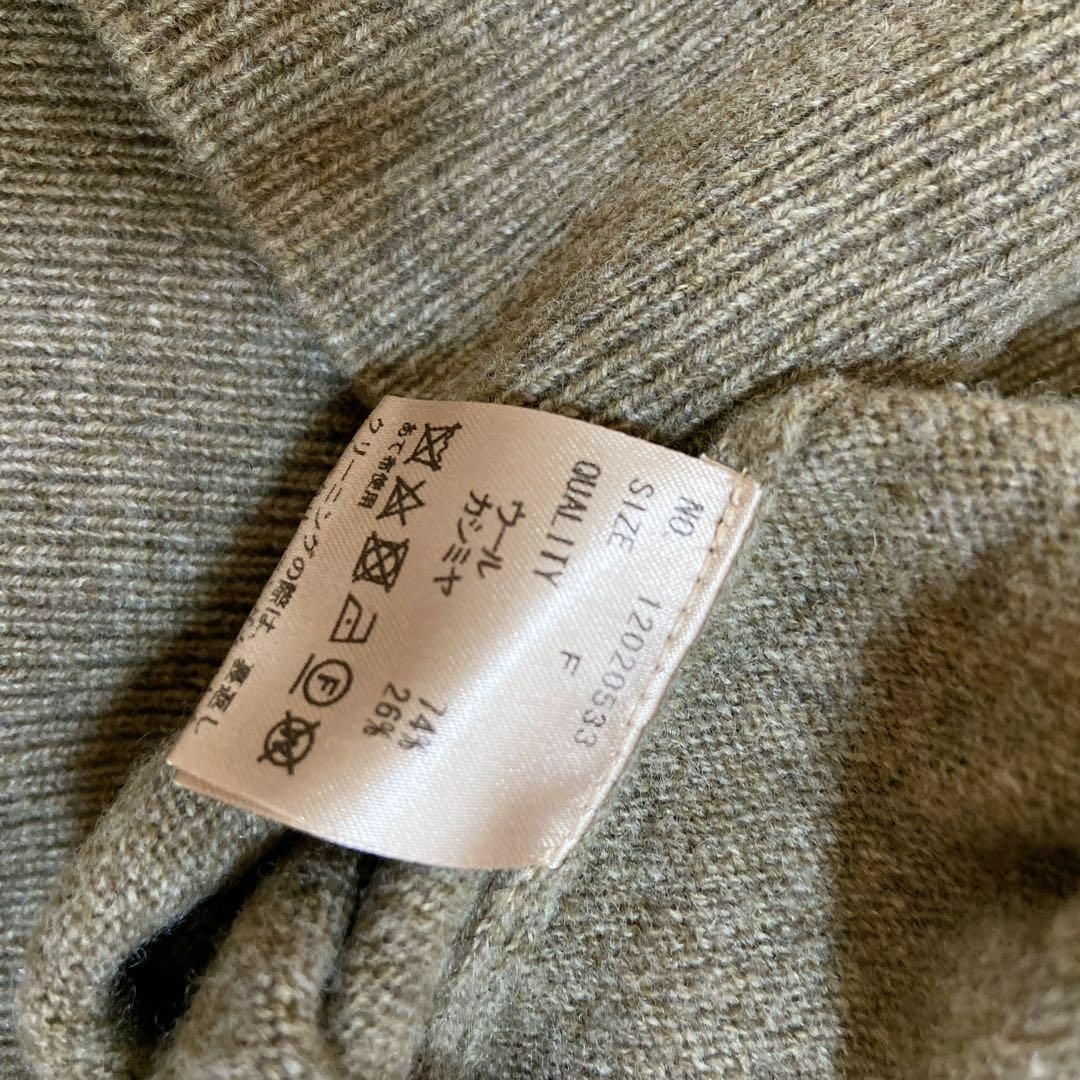 NO. 12020533
SIZE F
QUALITY
ウール 74%
カシミヤ 26%
あて布使用
クリーニングの際は、裏返し